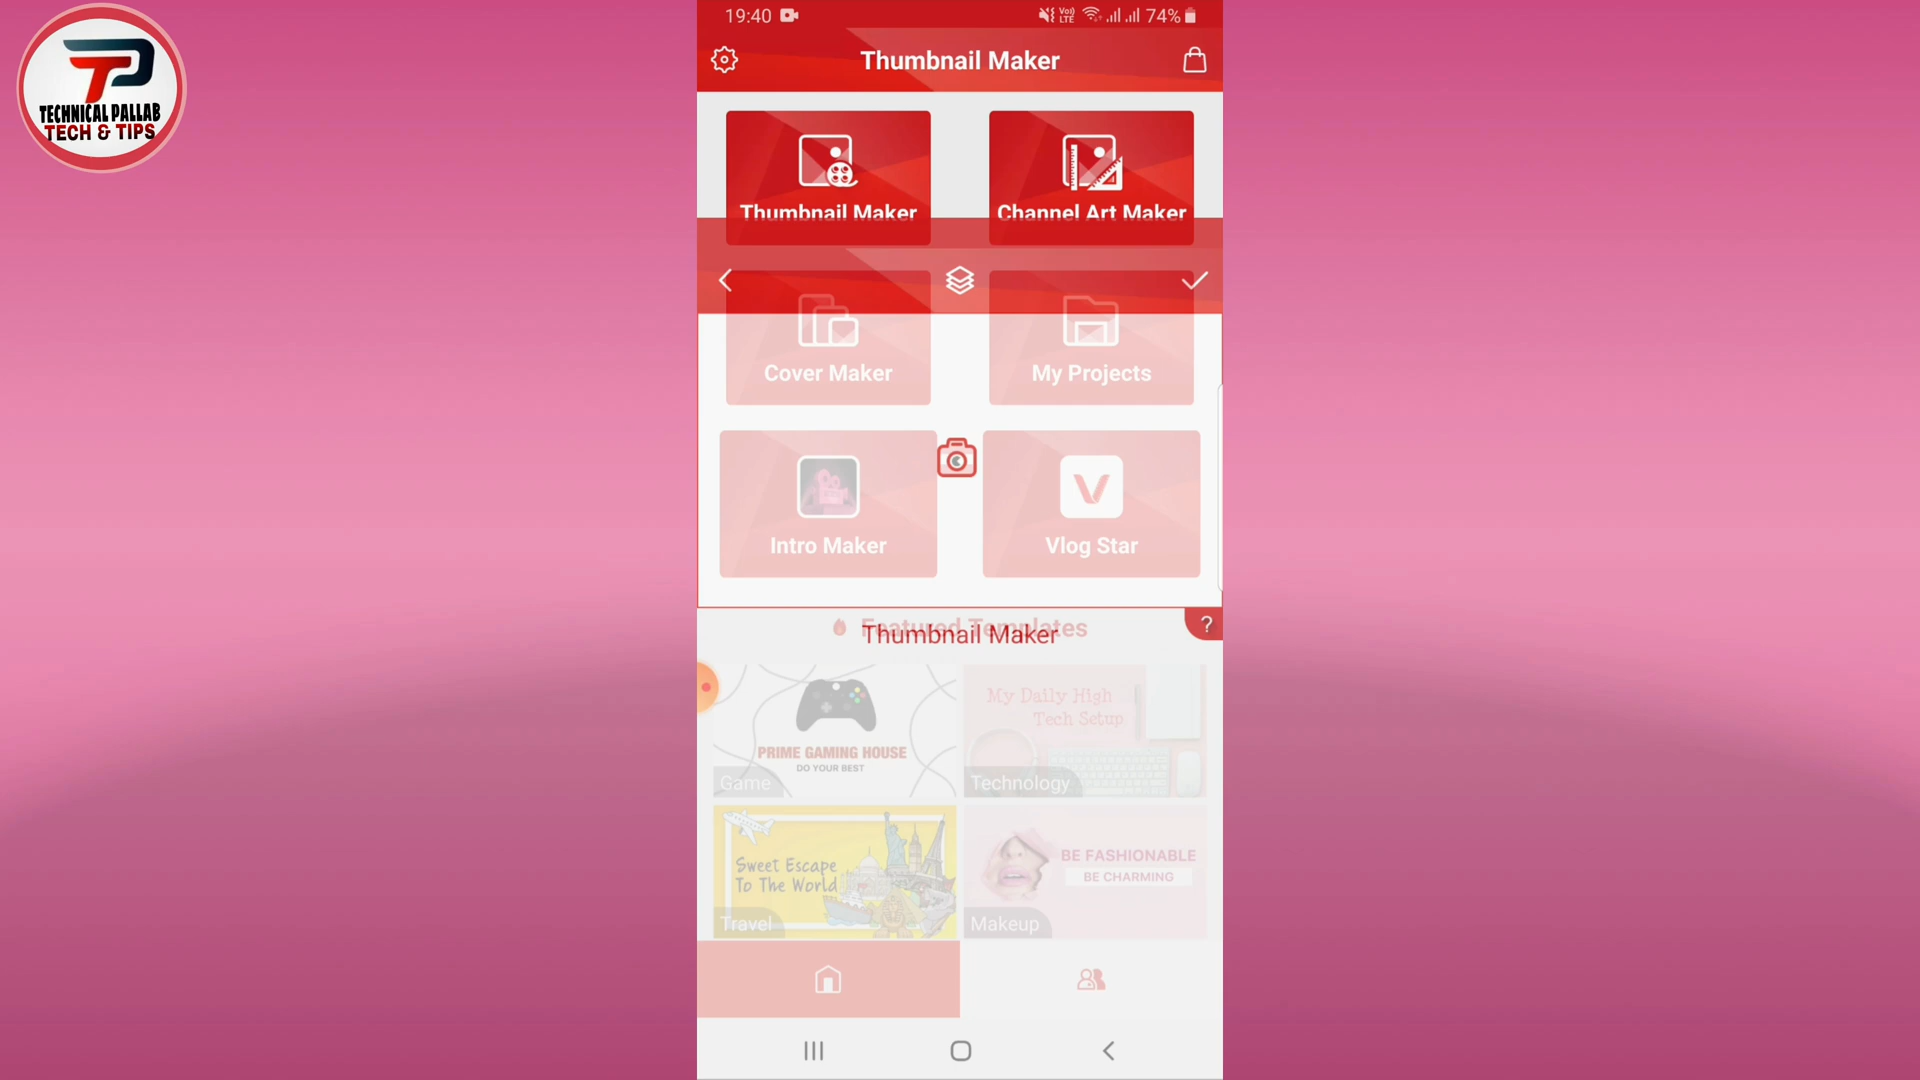 19:40
Vo))
LTE
74%
TECHNICAL PALLAB
TECH & TIPS
Thumbnail Maker
Thumbnail Maker
Channel Art Maker
Cover Maker
My Projects
Intro Maker
Vlog Star
Featured Templates
Thumbnail Maker
?
PRIME GAMING HOUSE
DO YOUR BEST
Game
My Daily High
Tech Setup
Technology
Sweet Escape
To The World
Travel
BE FASHIONABLE
BE CHARMING
Makeup